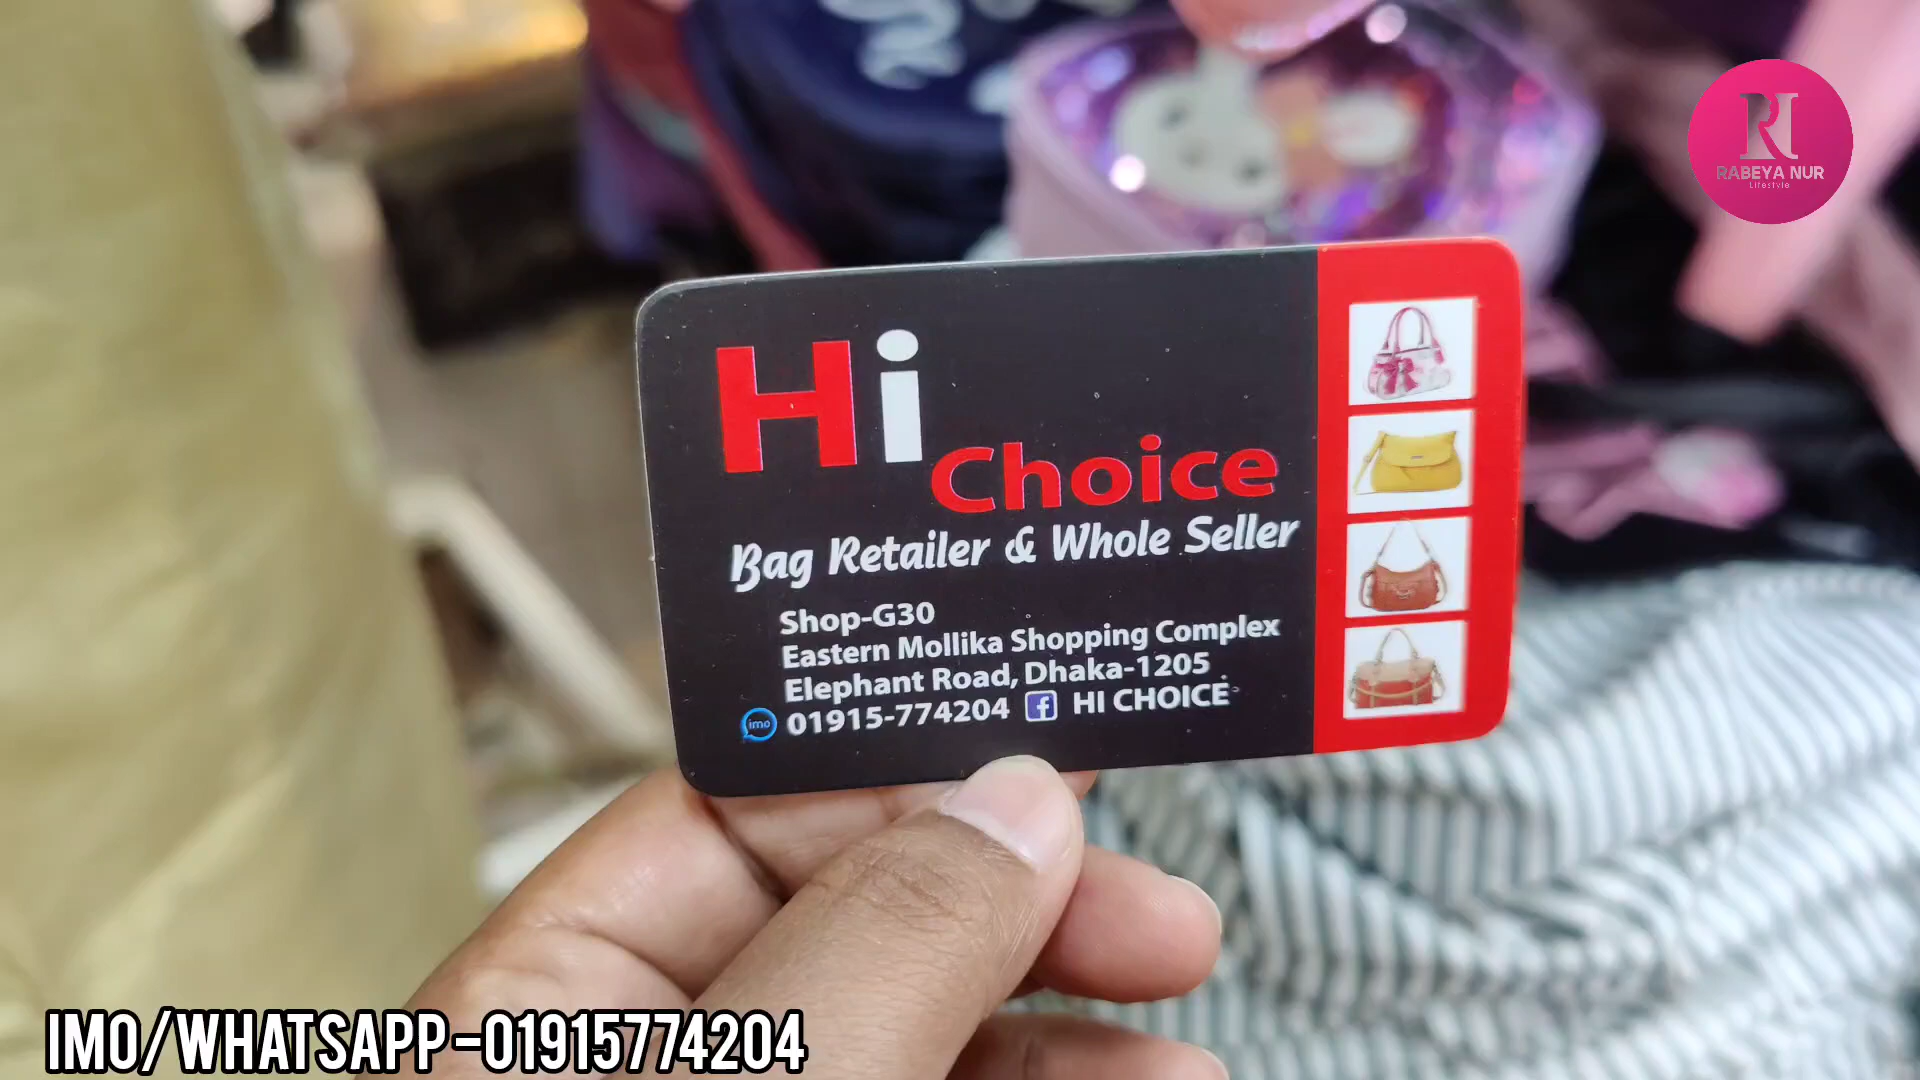 RN
RABEYA NUR
Lifestyle
Hi
Choice
Bag Retailer & Whole Seller
Shop-G30
Eastern Mollika Shopping Complex
Elephant Road, Dhaka-1205
imo 01915-774204 f HI CHOICE
IMO/WHATSAPP-01915774204